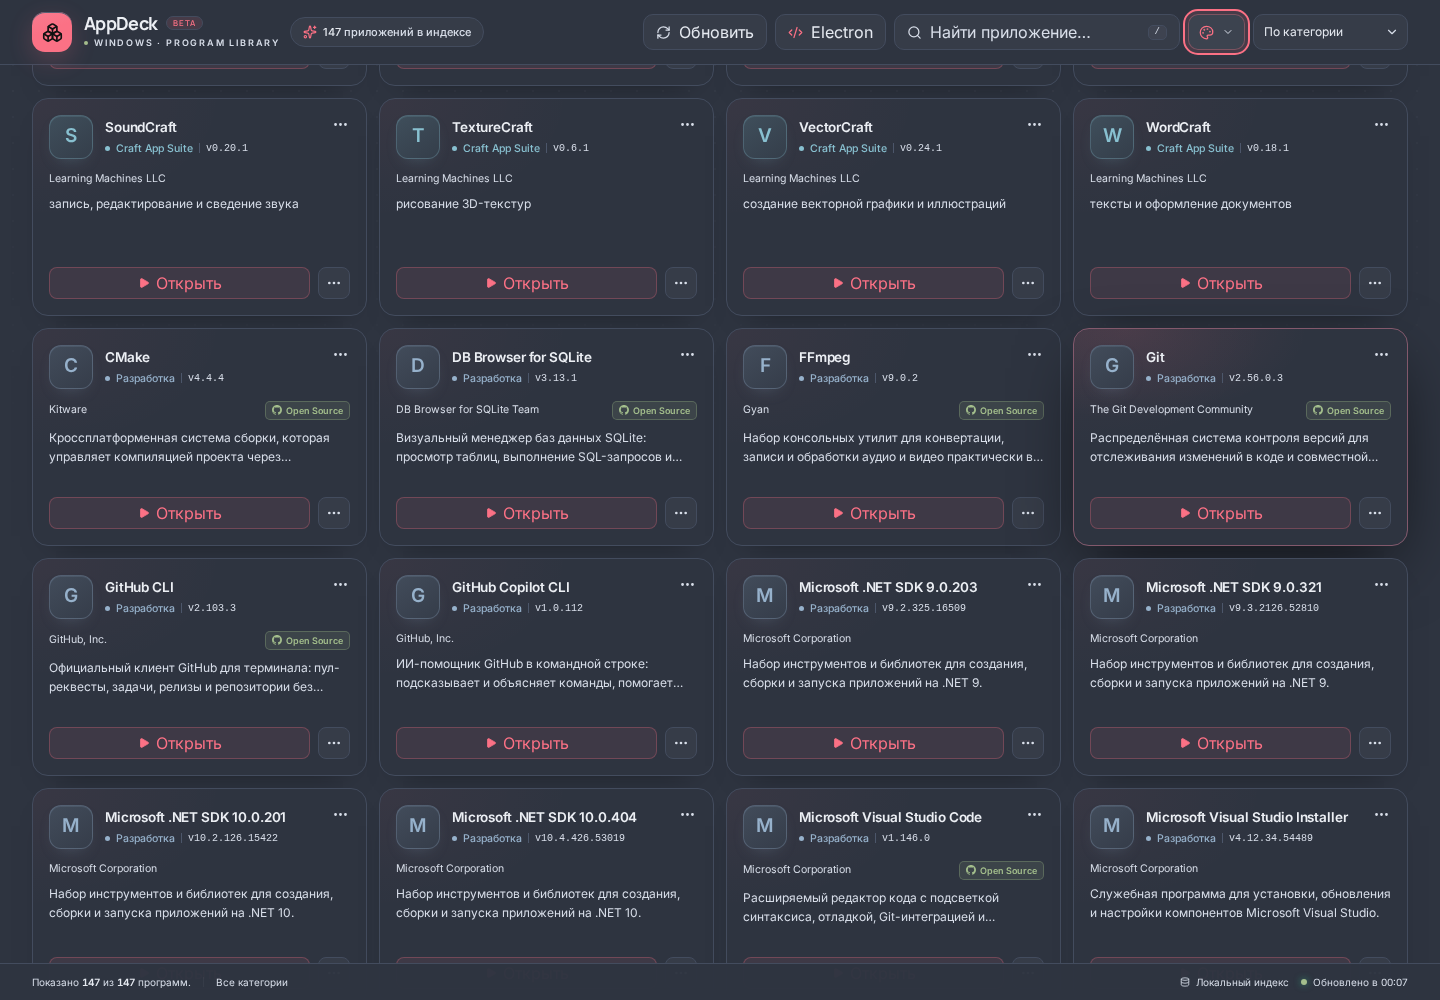 AppDeck BETA
WINDOWS · PROGRAM LIBRARY
147 приложений в индексе
Обновить
Electron
Найти приложение...
/
По категории
S
SoundCraft
Craft App Suite
v0.20.1
Learning Machines LLC
запись, редактирование и сведение звука
Открыть
T
TextureCraft
Craft App Suite
v0.6.1
Learning Machines LLC
рисование 3D-текстур
Открыть
V
VectorCraft
Craft App Suite
v0.24.1
Learning Machines LLC
создание векторной графики и иллюстраций
Открыть
W
WordCraft
Craft App Suite
v0.18.1
Learning Machines LLC
тексты и оформление документов
Открыть
C
CMake
Разработка
v4.4.4
Kitware
Open Source
Кроссплатформенная система сборки, которая
управляет компиляцией проекта через...
Открыть
D
DB Browser for SQLite
Разработка
v3.13.1
DB Browser for SQLite Team
Open Source
Визуальный менеджер баз данных SQLite:
просмотр таблиц, выполнение SQL-запросов и...
Открыть
F
FFmpeg
Разработка
v9.0.2
Gyan
Open Source
Набор консольных утилит для конвертации,
записи и обработки аудио и видео практически в...
Открыть
G
Git
Разработка
v2.56.0.3
The Git Development Community
Open Source
Распределённая система контроля версий для
отслеживания изменений в коде и совместной...
Открыть
G
GitHub CLI
Разработка
v2.103.3
GitHub, Inc.
Open Source
Официальный клиент GitHub для терминала: пул-
реквесты, задачи, релизы и репозитории без...
Открыть
G
GitHub Copilot CLI
Разработка
v1.0.112
GitHub, Inc.
ИИ-помощник GitHub в командной строке:
подсказывает и объясняет команды, помогает...
Открыть
M
Microsoft .NET SDK 9.0.203
Разработка
v9.2.325.16509
Microsoft Corporation
Набор инструментов и библиотек для создания,
сборки и запуска приложений на .NET 9.
Открыть
M
Microsoft .NET SDK 9.0.321
Разработка
v9.3.2126.52810
Microsoft Corporation
Набор инструментов и библиотек для создания,
сборки и запуска приложений на .NET 9.
Открыть
M
Microsoft .NET SDK 10.0.201
Разработка
v10.2.126.15422
Microsoft Corporation
Набор инструментов и библиотек для создания,
сборки и запуска приложений на .NET 10.
M
Microsoft .NET SDK 10.0.404
Разработка
v10.4.426.53019
Microsoft Corporation
Набор инструментов и библиотек для создания,
сборки и запуска приложений на .NET 10.
M
Microsoft Visual Studio Code
Разработка
v1.146.0
Microsoft Corporation
Open Source
Расширяемый редактор кода с подсветкой
синтаксиса, отладкой, Git-интеграцией и...
M
Microsoft Visual Studio Installer
Разработка
v4.12.34.54489
Microsoft Corporation
Служебная программа для установки, обновления
и настройки компонентов Microsoft Visual Studio.
Показано 147 из 147 программ.
Все категории
Локальный индекс
Обновлено в 00:07